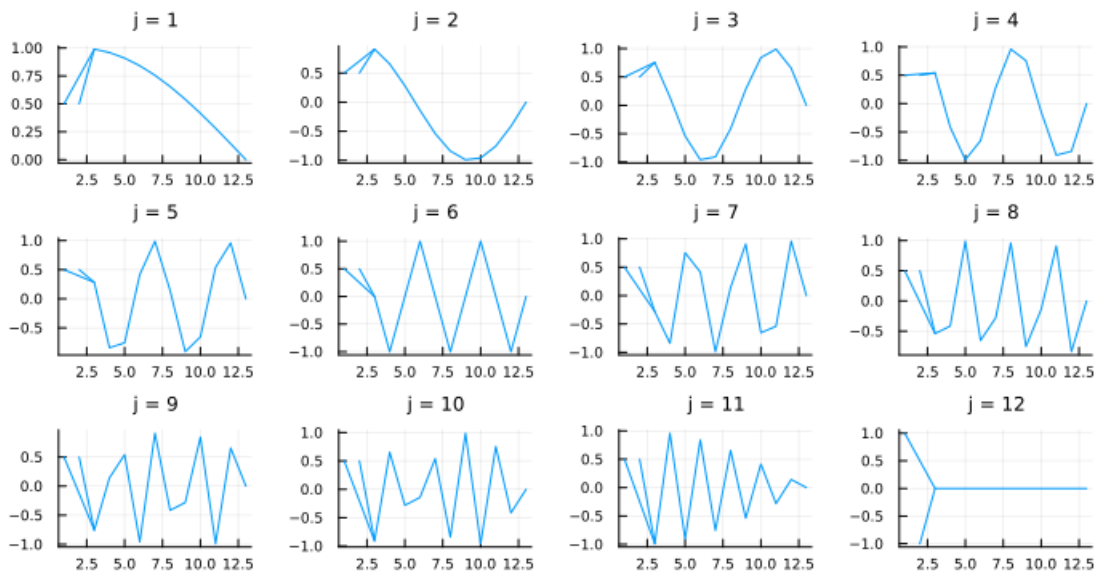 j = 1 j = 2 j = 3 j = 4
1.00 1.0 1.0
0.75 0.5 0.5 0.5
0.50 0.0 0.0 0.0
0.25 −0.5 −0.5 −0.5
0.00 −1.0 −1.0 −1.0
2.5 5.0 7.5 10.0 12.5 2.5 5.0 7.5 10.0 12.5 2.5 5.0 7.5 10.0 12.5 2.5 5.0 7.5 10.0 12.5
j = 5 j = 6 j = 7 j = 8
1.0 1.0 1.0 1.0
0.5 0.5 0.5 0.5
0.0 0.0 0.0 0.0
−0.5 −0.5 −0.5 −0.5
−1.0 −1.0
2.5 5.0 7.5 10.0 12.5 2.5 5.0 7.5 10.0 12.5 2.5 5.0 7.5 10.0 12.5 2.5 5.0 7.5 10.0 12.5
j = 9 j = 10 j = 11 j = 12
1.0 1.0 1.0
0.5 0.5 0.5 0.5
0.0 0.0 0.0 0.0
−0.5 −0.5 −0.5 −0.5
−1.0 −1.0 −1.0 −1.0
2.5 5.0 7.5 10.0 12.5 2.5 5.0 7.5 10.0 12.5 2.5 5.0 7.5 10.0 12.5 2.5 5.0 7.5 10.0 12.5